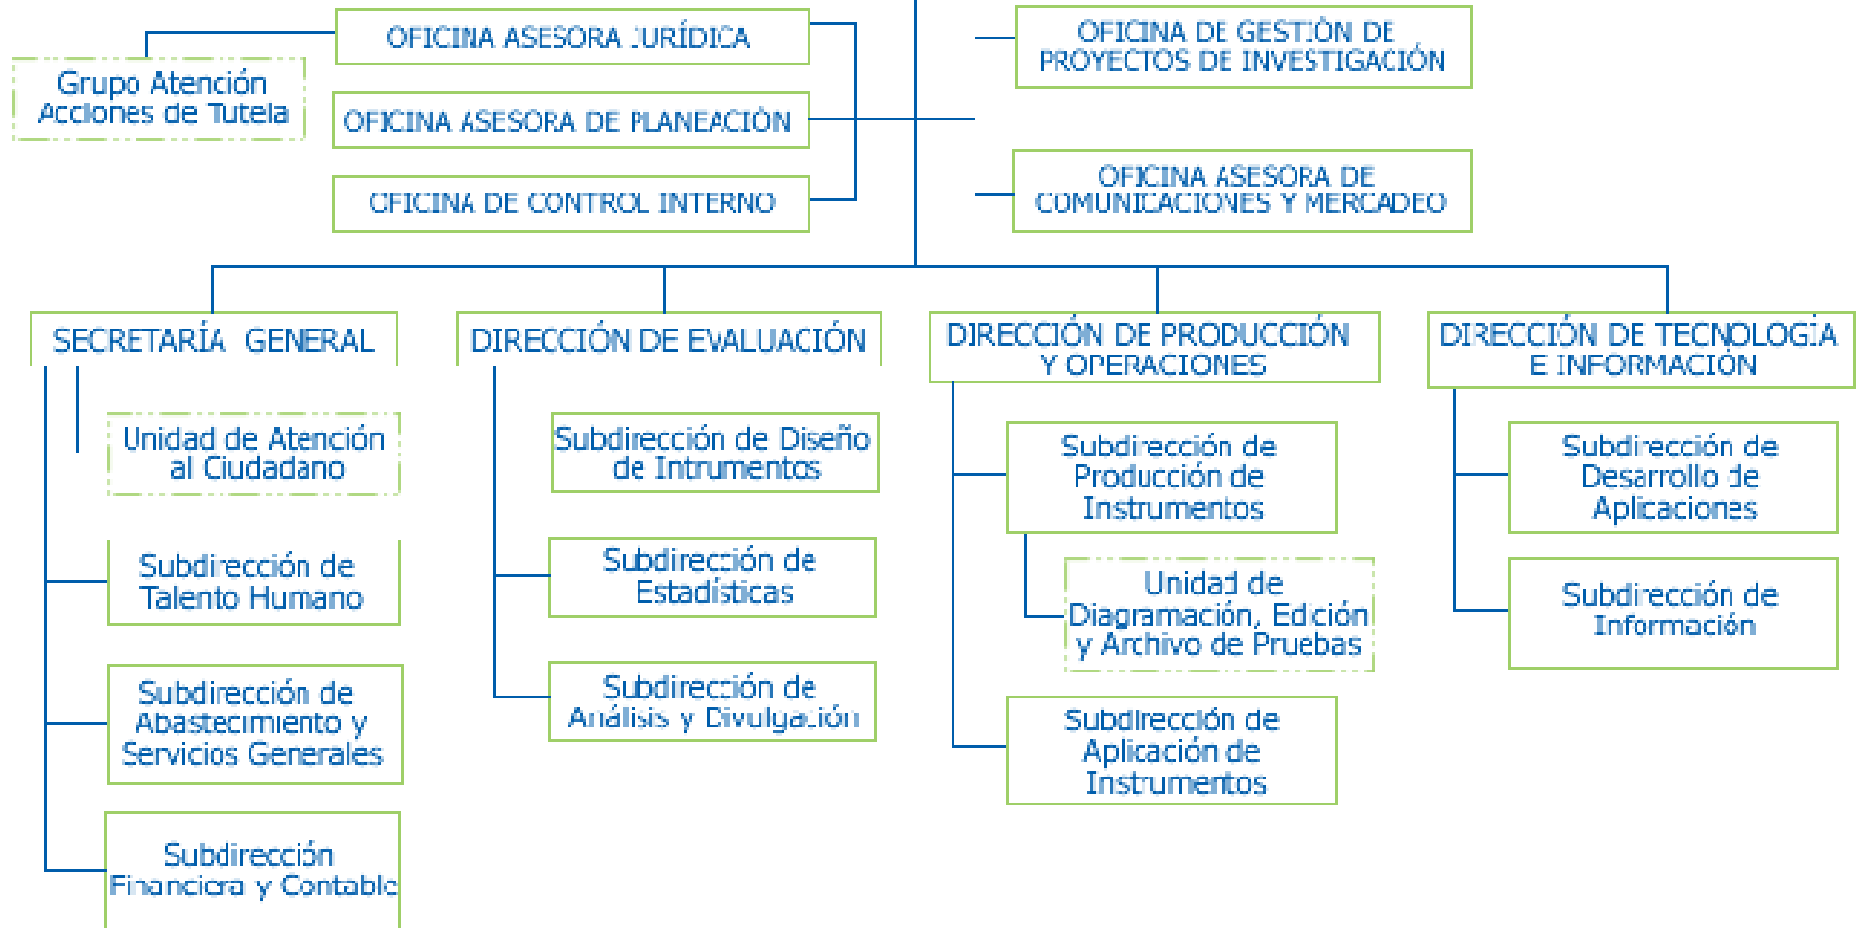 OFICINA ASESORA JURÍDICA
Grupo Atención
Acciones de Tutela
OFICINA ASESORA DE PLANEACIÓN
OFICINA DE CONTROL INTERNO
OFICINA DE GESTIÓN DE
PROYECTOS DE INVESTIGACIÓN
OFICINA ASESORA DE
COMUNICACIONES Y MERCADEO
SECRETARÍA GENERAL
Unidad de Atención
al Ciudadano
Subdirección de
Talento Humano
Subdirección de
Abastecimiento y
Servicios Generales
Subdirección
Financiera y Contable
DIRECCIÓN DE EVALUACIÓN
Subdirección de Diseño
de Intrumentos
Subdirección de
Estadísticas
Subdirección de
Análisis y Divulgación
DIRECCIÓN DE PRODUCCIÓN
Y OPERACIONES
Subdirección de
Producción de
Instrumentos
Unidad de
Diagramación, Edición
y Archivo de Pruebas
Subdirección de
Aplicación de
Instrumentos
DIRECCIÓN DE TECNOLOGÍA
E INFORMACIÓN
Subdirección de
Desarrollo de
Aplicaciones
Subdirección de
Información